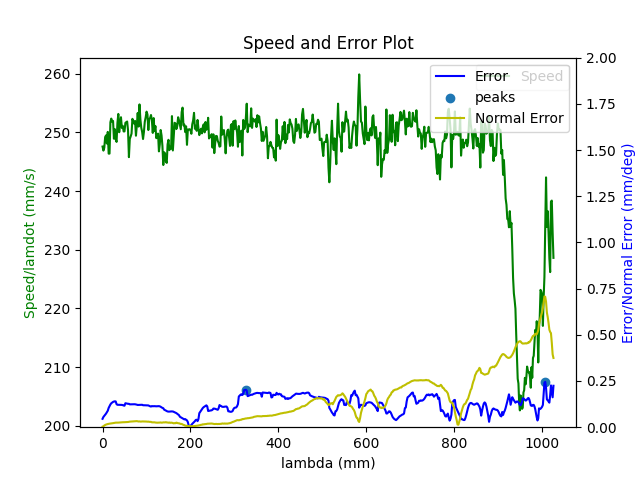 Speed and Error Plot
Error
Speed
peaks
Normal Error
260
250
240
230
220
210
200
2.00
1.75
1.50
1.25
1.00
0.75
0.50
0.25
0.00
0
200
400
600
800
1000
Speed/lamdot (mm/s)
Error/Normal Error (mm/deg)
lambda (mm)